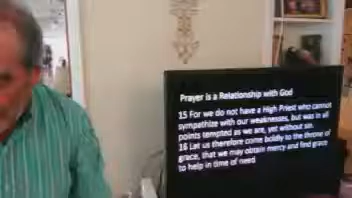 Prayer is a Relationship with God
15 For we do not have a High Priest who cannot
sympathize with our weaknesses, but was in all
points tempted as we are, yet without sin.
16 Let us therefore come boldly to the throne of
grace, that we may obtain mercy and find grace
to help in time of need